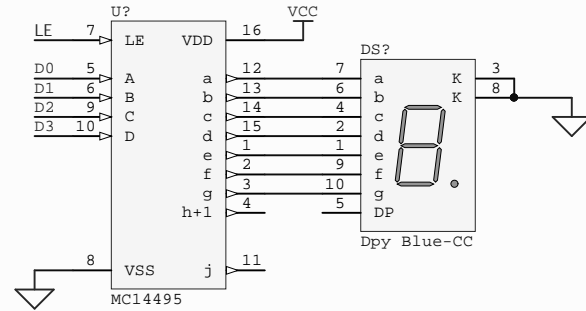 U?
VCC
LE 7 LE VDD 16
DS?
D0 5 A a 12 7 a K 3
D1 6 B b 13 6 b K 8
D2 9 C c 14 4 c
D3 10 D d 15 2 d
e 1 1 e
f 2 9 f
g 3 10 g
h+1 4 5 DP
Dpy Blue-CC
8 VSS j 11
MC14495